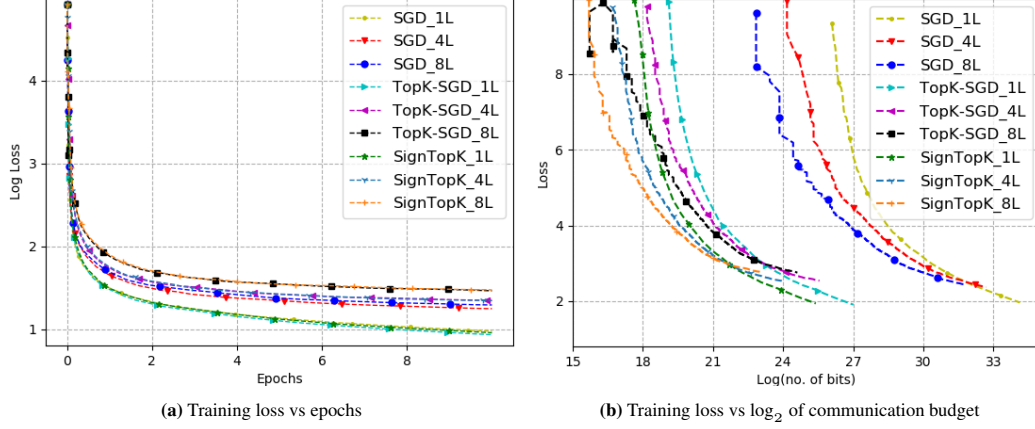 Log Loss
4
3
2
1
0
2
4
6
8
Epochs
SGD_1L
SGD_4L
SGD_8L
TopK-SGD_1L
TopK-SGD_4L
TopK-SGD_8L
SignTopK_1L
SignTopK_4L
SignTopK_8L
(a) Training loss vs epochs
Loss
8
6
4
2
15
18
21
24
27
30
33
Log(no. of bits)
SGD_1L
SGD_4L
SGD_8L
TopK-SGD_1L
TopK-SGD_4L
TopK-SGD_8L
SignTopK_1L
SignTopK_4L
SignTopK_8L
(b) Training loss vs log₂ of communication budget